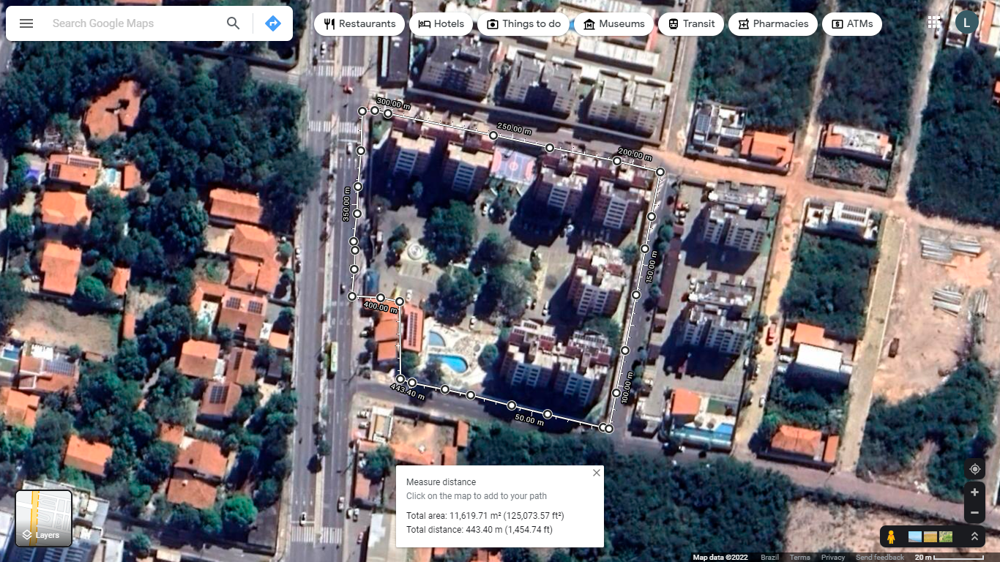 Search Google Maps
Restaurants
Hotels
Things to do
Museums
Transit
Pharmacies
ATMs
L
300.00 m
250.00 m
200.00 m
350.00 m
150.00 m
400.00 m
100.00 m
443.40 m
50.00 m
Measure distance
Click on the map to add to your path
Total area: 11,619.71 m² (125,073.57 ft²)
Total distance: 443.40 m (1,454.74 ft)
Layers
Map data ©2022 Brazil Terms Privacy Send feedback 20 m